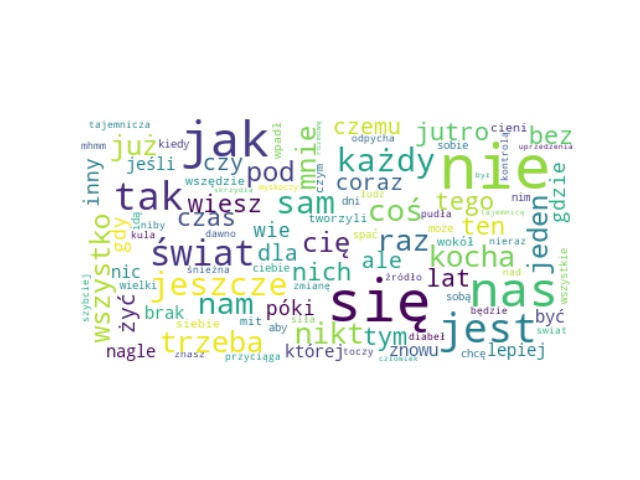 tajemnicza
mhmm
już
kiedy
jak
wpadł
mnie
rozumowę
czemu
odpycha
jutro
cieni
bez
kontrolą
uprzedzenia
sobie
jeśli
czy
pod
czym
każdy
coraz
nie
był
gdzie
inny
wszędzie
skrzydła
wyskoczy
tak
wiesz
sam
dni
ludź
coś
tego
nim
jeden
tworzyli
pudła
tajemnicę
czas
wszystko
gdy
idą
niby
kula
dawno
wie
cię
spać
raz
może
ten
wokół
nieraz
świat
dla
ale
kocha
nad
wszystkie
nic
śnieżna
ciebie
nich
źródło
lat
nas
szybciej
żyć
wielki
jeszcze
zmianę
się
sobą
brak
nam
póki
będzie
być
siebie
mit
aby
siła
nikt
tym
diabeł
jest
swiat
trzeba
nagle
znasz
przyciąga
której
toczy
znowu
człowiek
chcę
lepiej